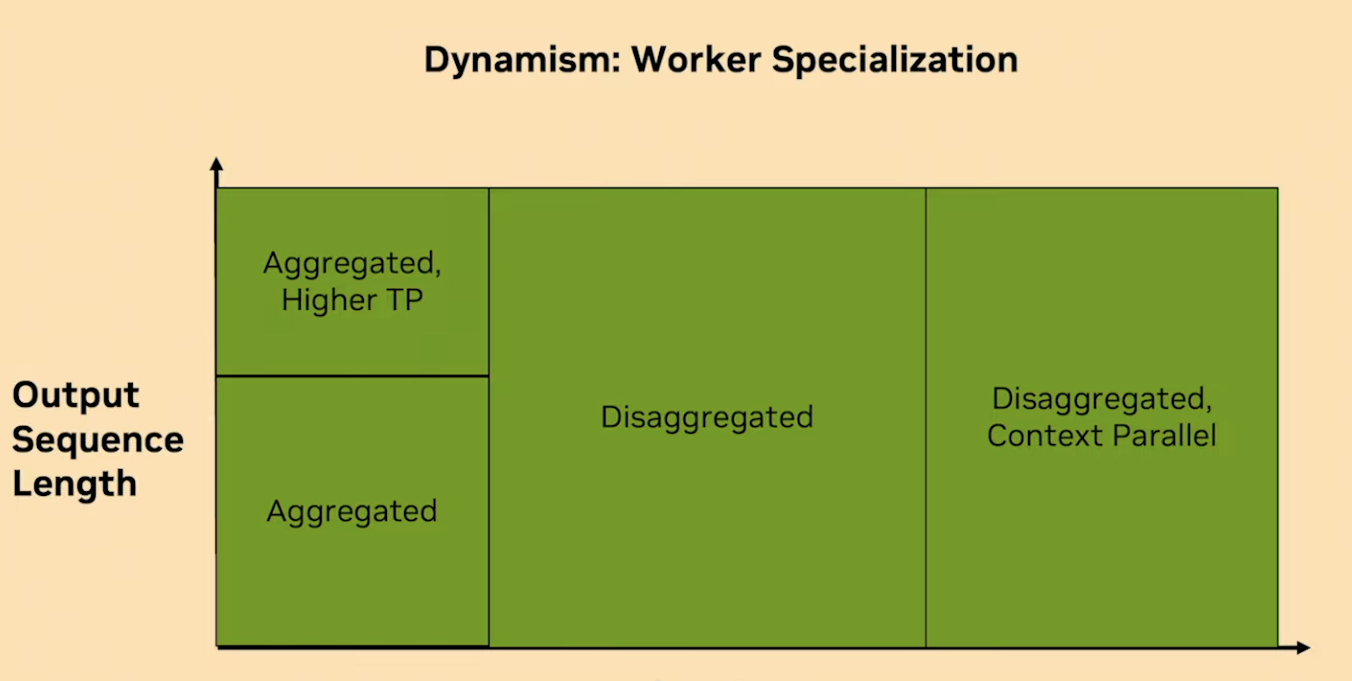 Dynamism: Worker Specialization
Aggregated,
Higher TP
Output
Sequence
Length
Aggregated
Disaggregated
Disaggregated,
Context Parallel